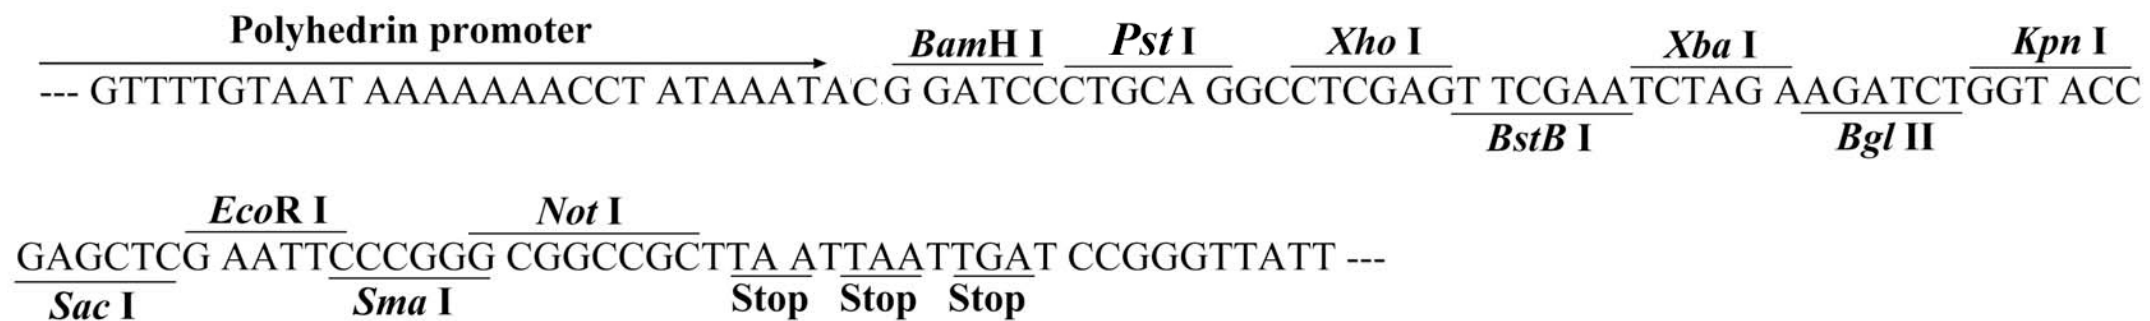 Polyhedrin promoter
BamH I Pst I Xho I Xba I Kpn I
--- GTTTTGTAAT AAAAAAACCT ATAAATACG GATCCCTGCA GGCCTCGAGT TCGAATCTAG AAGATCTGGT ACC
BstB I Bgl II
EcoR I Not I
GAGCTCG AATTCCCGGG CGGCCGCTTA ATTAATTGAT CCGGGTTATT ---
Sac I Sma I Stop Stop Stop